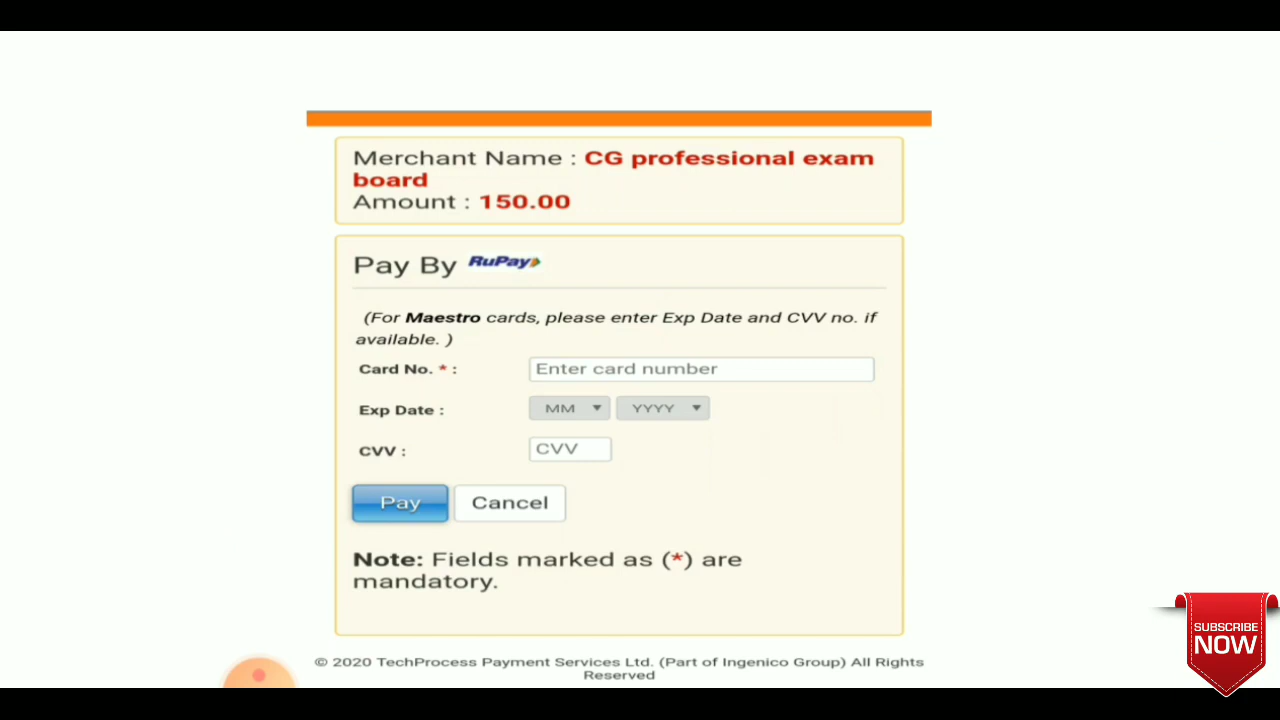 Merchant Name : CG professional exam
board
Amount : 150.00
Pay By RuPay
(For Maestro cards, please enter Exp Date and CVV no. if
available. )
Card No. * : Enter card number
Exp Date : MM YYYY
CVV : CVV
Pay Cancel
Note: Fields marked as (*) are
mandatory.
SUBSCRIBE
NOW
© 2020 TechProcess Payment Services Ltd. (Part of Ingenico Group) All Rights
Reserved